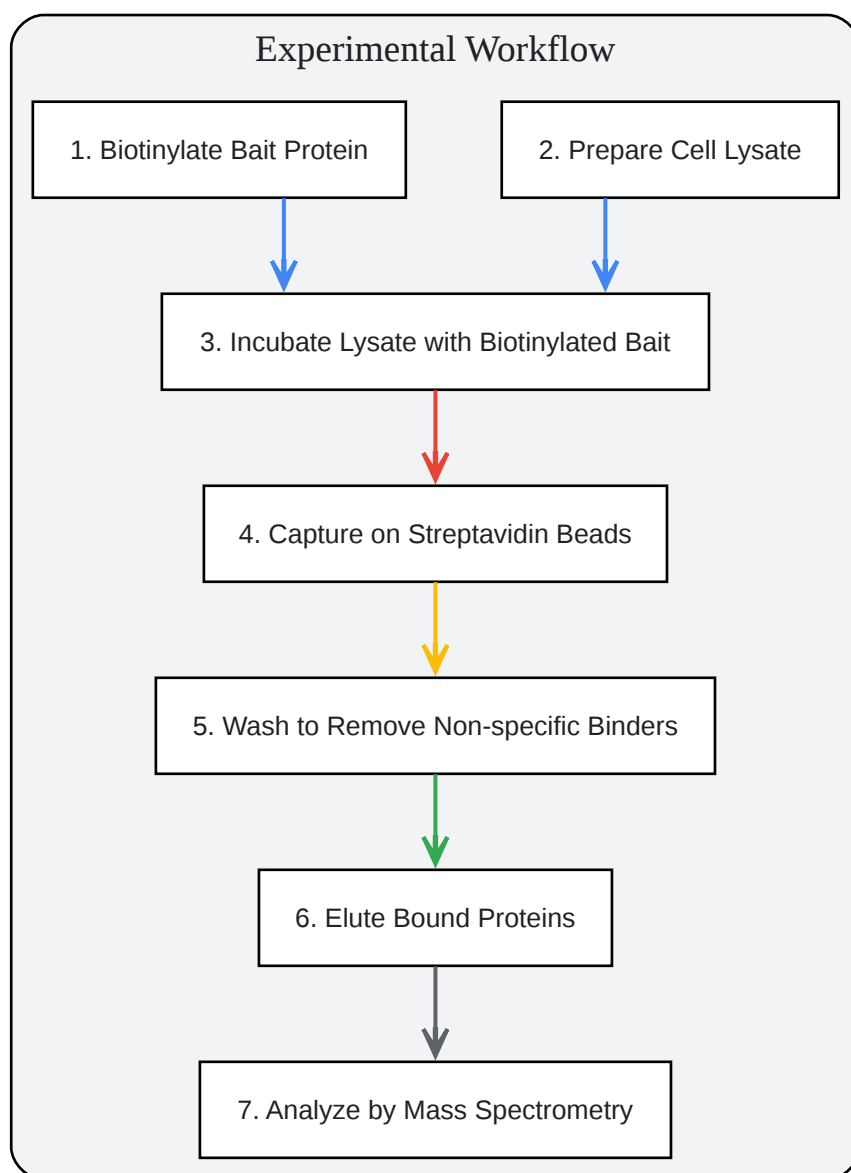 Experimental Workflow
1. Biotinylate Bait Protein
2. Prepare Cell Lysate
3. Incubate Lysate with Biotinylated Bait
4. Capture on Streptavidin Beads
5. Wash to Remove Non-specific Binders
6. Elute Bound Proteins
7. Analyze by Mass Spectrometry